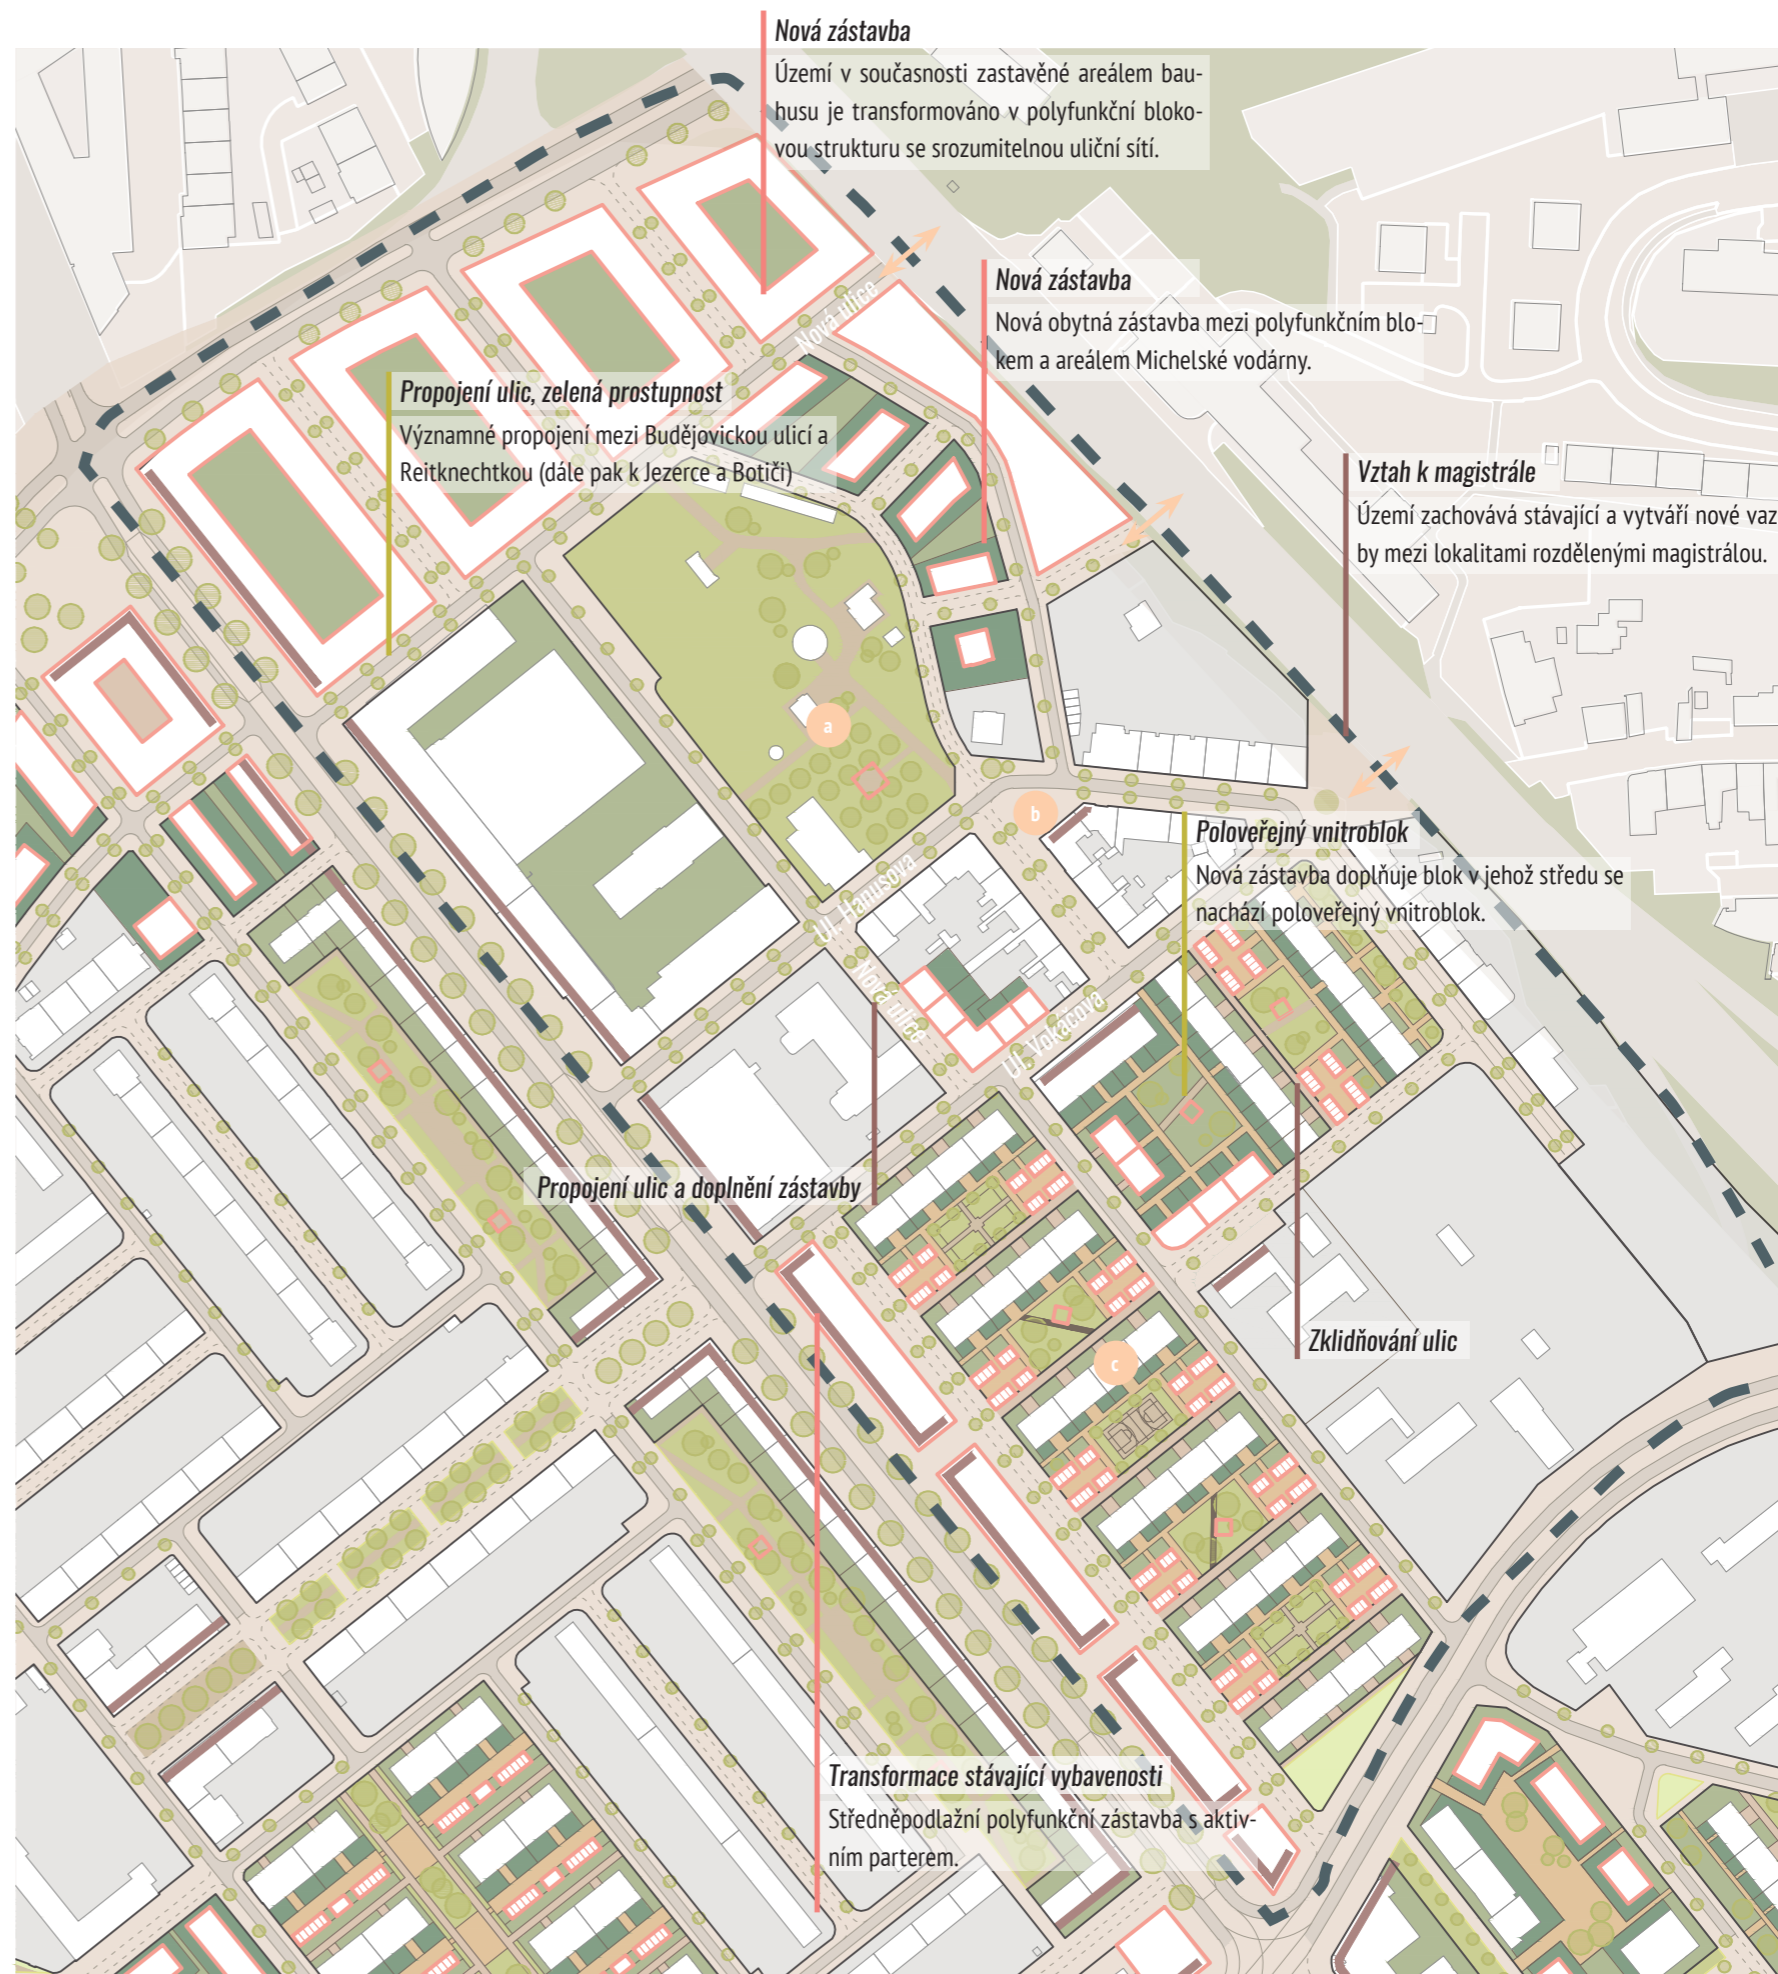 Nová zástavba
Území v současnosti zastavěné areálem bau-
husu je transformováno v polyfunkční bloko-
vou strukturu se srozumitelnou uliční sítí.
Nová ulice
Nová zástavba
Nová obytná zástavba mezi polyfunkčním blo-
kem a areálem Michelské vodárny.
Propojení ulic, zelená prostupnost
Významné propojení mezi Budějovickou ulicí a
Reitknechtkou (dále pak k Jezerce a Botiči)
Vztah k magistrále
Území zachovává stávající a vytváří nové vaz
by mezi lokalitami rozdělenými magistrálou.
a
b
Poloveřejný vnitroblok
Nová zástavba doplňuje blok v jehož středu se
nachází poloveřejný vnitroblok.
Ul. Hanusova
Nová ulice
Ul. Vokáčova
Propojení ulic a doplnění zástavby
Zklidňování ulic
c
Transformace stávající vybavenosti
Středněpodlažní polyfunkční zástavba s aktiv-
ním parterem.